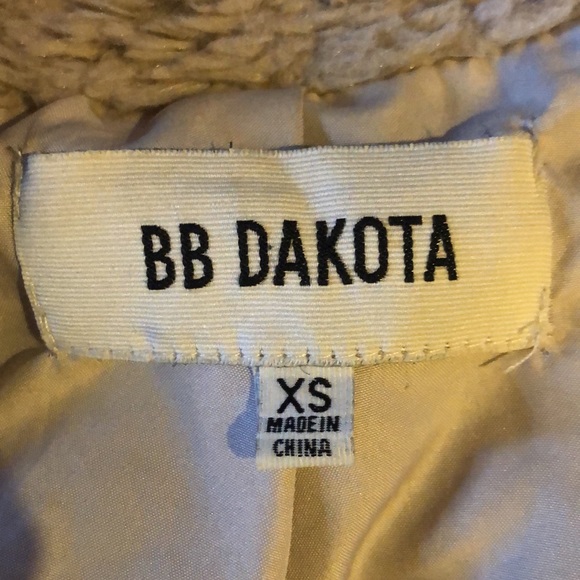 BB DAKOTA
XS
MADE IN
CHINA